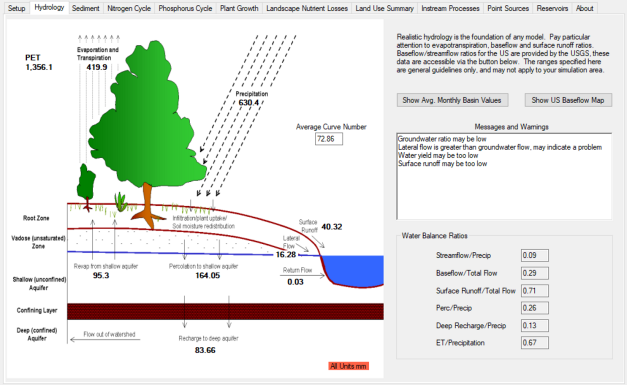 Setup Hydrology Sediment Nitrogen Cycle Phosphorus Cycle Plant Growth Landscape Nutrient Losses Land Use Summary Instream Processes Point Sources Reservoirs About
Realistic hydrology is the foundation of any model. Pay particular
attention to evapotranspiration, baseflow and surface runoff ratios.
Baseflow/streamflow ratios for the US are provided by the USGS, these
data are accessible via the button below. The ranges specified here
are general guidelines only, and may not apply to your simulation area.
Show Avg. Monthly Basin Values
Show US Baseflow Map
Messages and Warnings
Groundwater ratio may be low
Lateral flow is greater than groundwater flow, may indicate a problem
Water yield may be too low
Surface runoff may be too low
Water Balance Ratios
Streamflow/Precip 0.09
Baseflow/Total Flow 0.29
Surface Runoff/Total Flow 0.71
Perc/Precip 0.26
Deep Recharge/Precip 0.13
ET/Precipitation 0.67
PET
1,356.1
Evaporation and
Transpiration
419.9
Precipitation
630.4
Average Curve Number
72.86
Root Zone
Infiltration/plant uptake/
Soil moisture redistribution
Surface
Runoff
40.32
Vadose (unsaturated)
Zone
Lateral
Flow
16.28
Revap from shallow aquifer
95.3
Percolation to shallow aquifer
164.05
Return Flow
0.03
Shallow (unconfined)
Aquifer
Confining Layer
Deep (confined)
Aquifer
Flow out of watershed
Recharge to deep aquifer
83.66
All Units mm